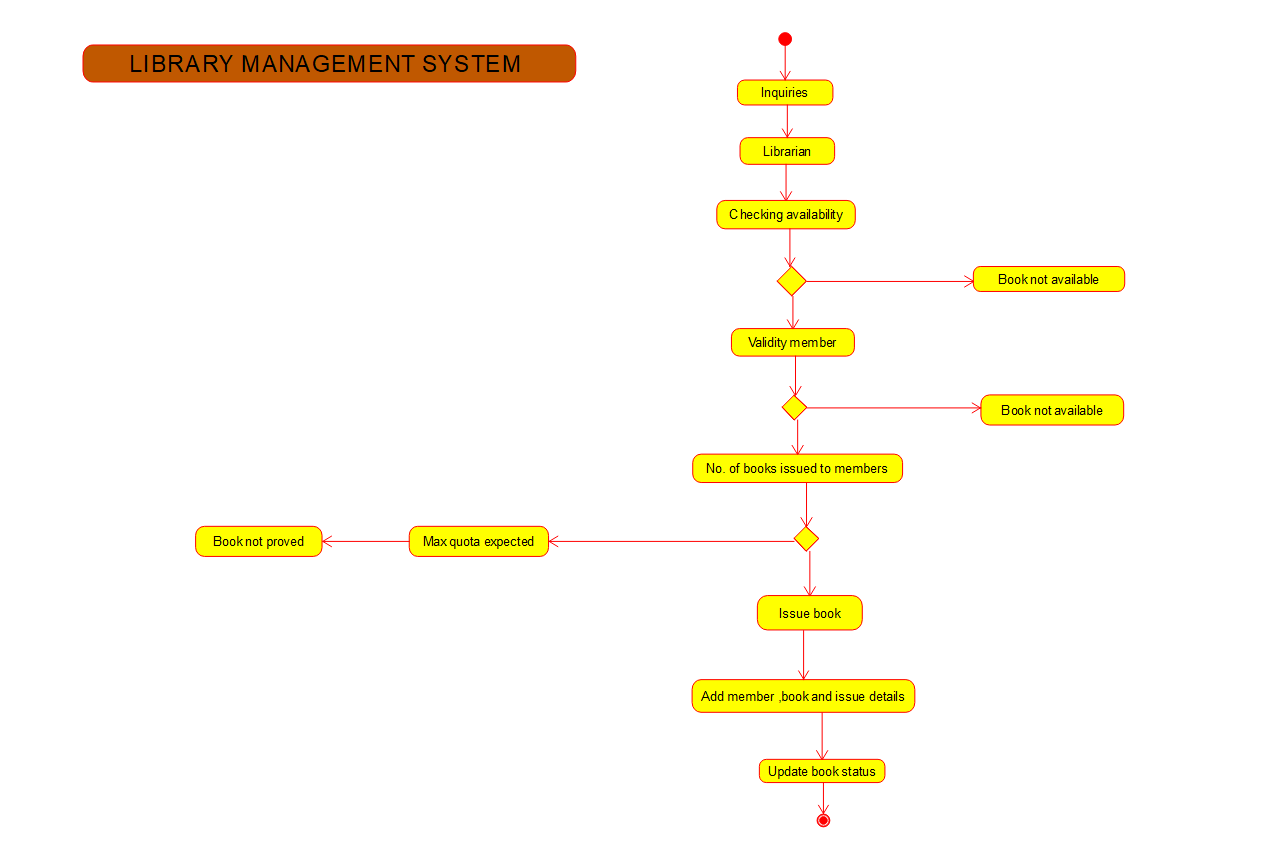 LIBRARY MANAGEMENT SYSTEM
Inquiries
Librarian
Checking availability
Book not available
Validity member
Book not available
No. of books issued to members
Book not proved
Max quota expected
Issue book
Add member ,book and issue details
Update book status